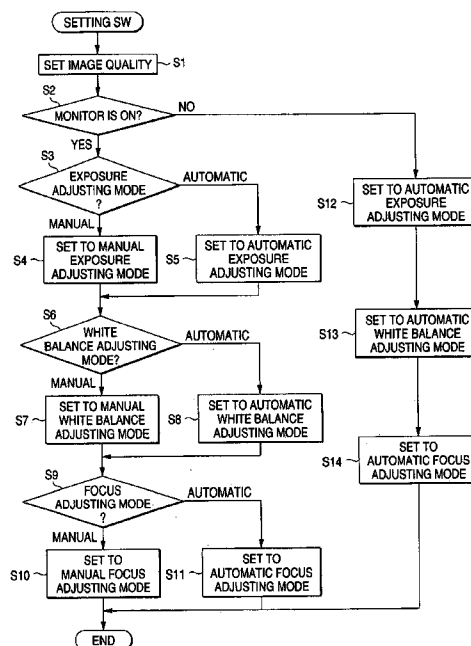 SETTING SW
SET IMAGE QUALITY
S1
S2
MONITOR IS ON?
NO
YES
S3
EXPOSURE
ADJUSTING MODE
?
AUTOMATIC
MANUAL
S4
SET TO MANUAL
EXPOSURE
ADJUSTING MODE
S5
SET TO AUTOMATIC
EXPOSURE
ADJUSTING MODE
S12
SET TO AUTOMATIC
EXPOSURE
ADJUSTING MODE
S6
WHITE
BALANCE ADJUSTING
MODE?
AUTOMATIC
MANUAL
S13
SET TO AUTOMATIC
WHITE BALANCE
ADJUSTING MODE
S7
SET TO MANUAL
WHITE BALANCE
ADJUSTING MODE
S8
SET TO AUTOMATIC
WHITE BALANCE
ADJUSTING MODE
S14
SET TO
AUTOMATIC FOCUS
ADJUSTING MODE
S9
FOCUS
ADJUSTING MODE
?
AUTOMATIC
MANUAL
S10
SET TO
MANUAL FOCUS
ADJUSTING MODE
S11
SET TO
AUTOMATIC FOCUS
ADJUSTING MODE
END